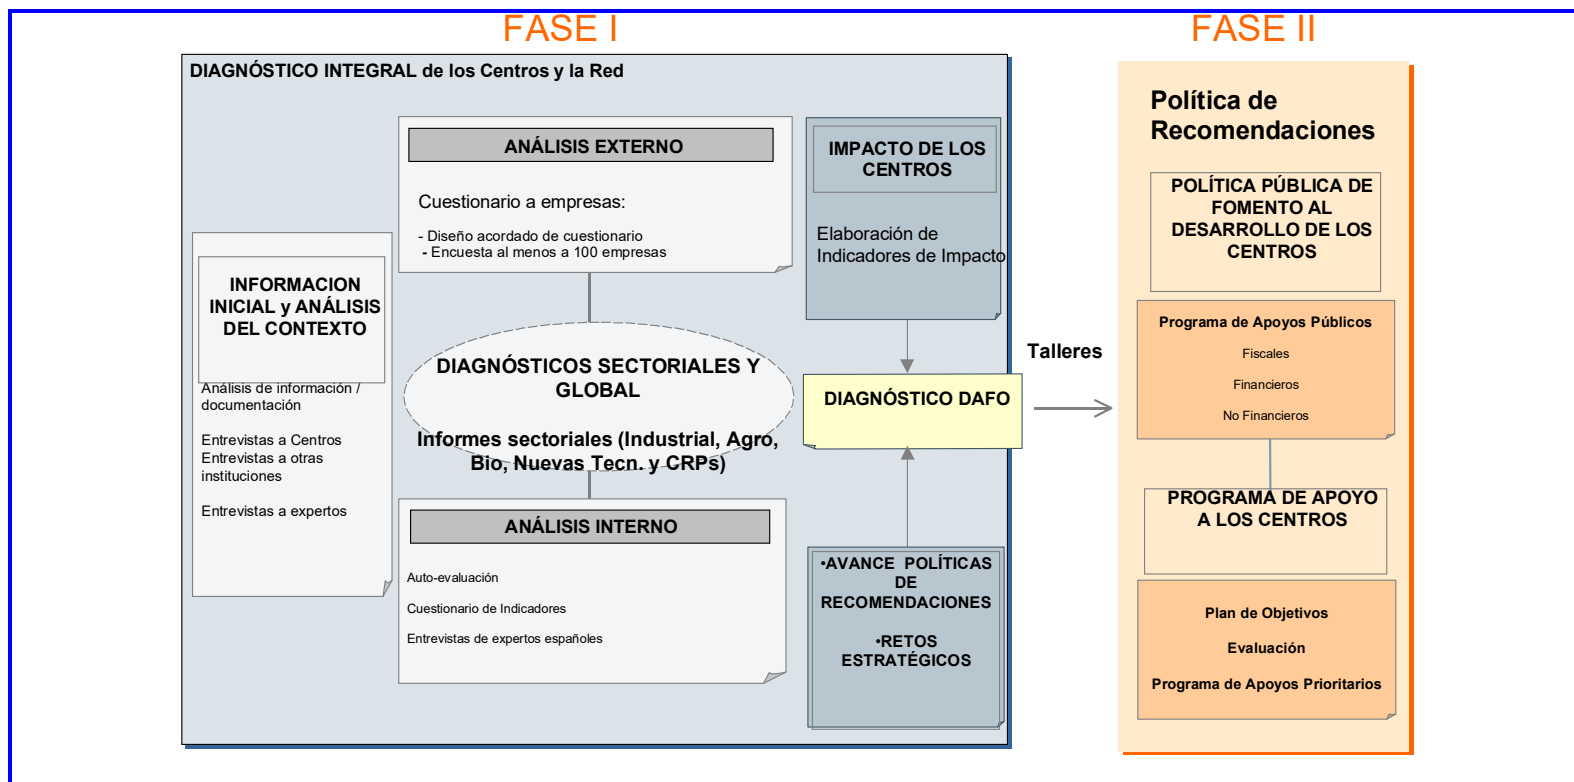 FASE I
FASE II
DIAGNÓSTICO INTEGRAL de los Centros y la Red
INFORMACION
INICIAL y ANÁLISIS
DEL CONTEXTO
Análisis de información /
documentación
Entrevistas a Centros
Entrevistas a otras
instituciones
Entrevistas a expertos
ANÁLISIS EXTERNO
Cuestionario a empresas:
- Diseño acordado de cuestionario
- Encuesta al menos a 100 empresas
DIAGNÓSTICOS SECTORIALES Y
GLOBAL
Informes sectoriales (Industrial, Agro,
Bio, Nuevas Tecn. y CRPs)
ANÁLISIS INTERNO
Auto-evaluación
Cuestionario de Indicadores
Entrevistas de expertos españoles
IMPACTO DE LOS
CENTROS
Elaboración de
Indicadores de Impacto
DIAGNÓSTICO DAFO
•AVANCE POLÍTICAS
DE
RECOMENDACIONES
•RETOS
ESTRATÉGICOS
Talleres
Política de
Recomendaciones
POLÍTICA PÚBLICA DE
FOMENTO AL
DESARROLLO DE LOS
CENTROS
Programa de Apoyos Públicos
Fiscales
Financieros
No Financieros
PROGRAMA DE APOYO
A LOS CENTROS
Plan de Objetivos
Evaluación
Programa de Apoyos Prioritarios